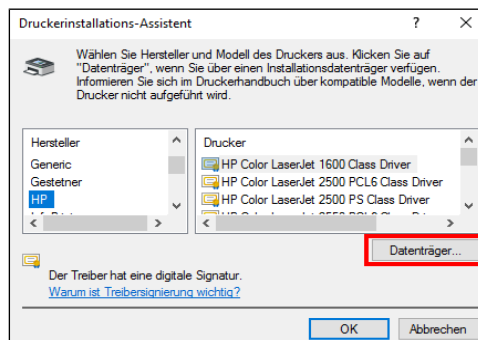 Druckerinstallations-Assistent
Wählen Sie Hersteller und Modell des Druckers aus. Klicken Sie auf
"Datenträger", wenn Sie über einen Installationsdatenträger verfügen.
Informieren Sie sich im Druckerhandbuch über kompatible Modelle, wenn der
Drucker nicht aufgeführt wird.
Hersteller
Generic
Gestetner
HP
Drucker
HP Color LaserJet 1600 Class Driver
HP Color LaserJet 2500 PCL6 Class Driver
HP Color LaserJet 2500 PS Class Driver
Datenträger...
Der Treiber hat eine digitale Signatur.
Warum ist Treibersignierung wichtig?
OK
Abbrechen